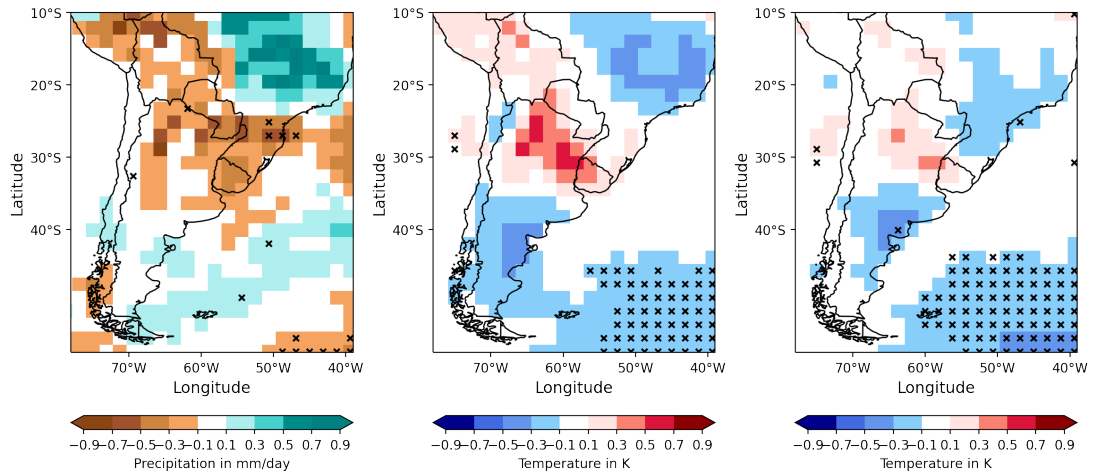 10°S
20°S
30°S
40°S
Latitude
70°W 60°W 50°W 40°W
Longitude
−0.9 −0.7 −0.5 −0.3 −0.1 0.1 0.3 0.5 0.7 0.9
Precipitation in mm/day
10°S
20°S
30°S
40°S
Latitude
70°W 60°W 50°W 40°W
Longitude
−0.9 −0.7 −0.5 −0.3 −0.1 0.1 0.3 0.5 0.7 0.9
Temperature in K
10°S
20°S
30°S
40°S
Latitude
70°W 60°W 50°W 40°W
Longitude
−0.9 −0.7 −0.5 −0.3 −0.1 0.1 0.3 0.5 0.7 0.9
Temperature in K